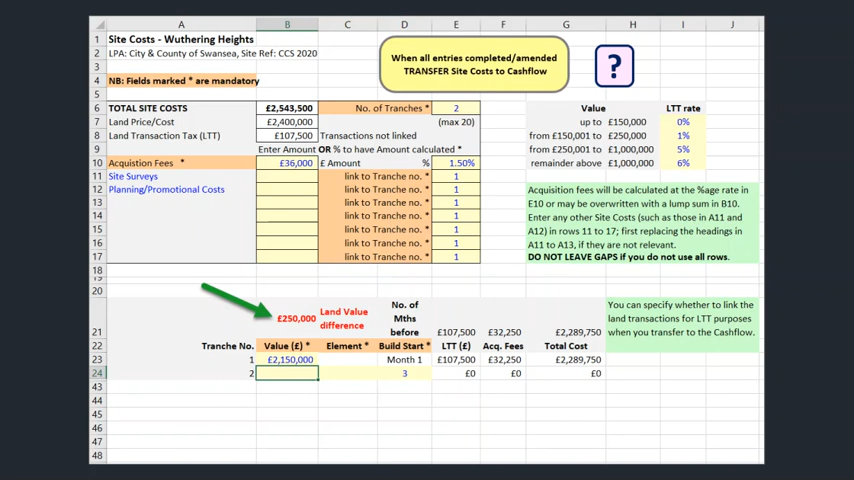 A B C D E F G H I J
1 Site Costs - Wuthering Heights
2 LPA: City & County of Swansea, Site Ref: CCS 2020
When all entries completed/amended
TRANSFER Site Costs to Cashflow
?
3
4 NB: Fields marked * are mandatory
5
6 TOTAL SITE COSTS £2,543,500 No. of Tranches * 2 Value LTT rate
7 Land Price/Cost £2,400,000 (max 20) up to £150,000 0%
8 Land Transaction Tax (LTT) £107,500 Transactions not linked from £150,001 to £250,000 1%
9 Enter Amount OR % to have Amount calculated * from £250,001 to £1,000,000 5%
10 Acquistion Fees * £36,000 £ Amount % 1.50% remainder above £1,000,000 6%
11 Site Surveys link to Tranche no. * 1
12 Planning/Promotional Costs link to Tranche no. * 1
13 link to Tranche no. * 1
14 link to Tranche no. * 1
15 link to Tranche no. * 1
16 link to Tranche no. * 1
17 link to Tranche no. * 1
Acquisition fees will be calculated at the %age rate in
E10 or may be overwritten with a lump sum in B10.
Enter any other Site Costs (such as those in A11 and
A12) in rows 11 to 17; first replacing the headings in
A11 to A13, if they are not relevant.
DO NOT LEAVE GAPS if you do not use all rows.
18
19
20
21 £250,000 Land Value
difference
No. of
Mths
before
£107,500 £32,250 £2,289,750
You can specify whether to link the
land transactions for LTT purposes
when you transfer to the Cashflow.
22 Tranche No. Value (£) * Element * Build Start * LTT (£) Acq. Fees Total Cost
23 1 £2,150,000 Month 1 £107,500 £32,250 £2,289,750
24 2 3 £0 £0 £0
43
44
45
46
47
48